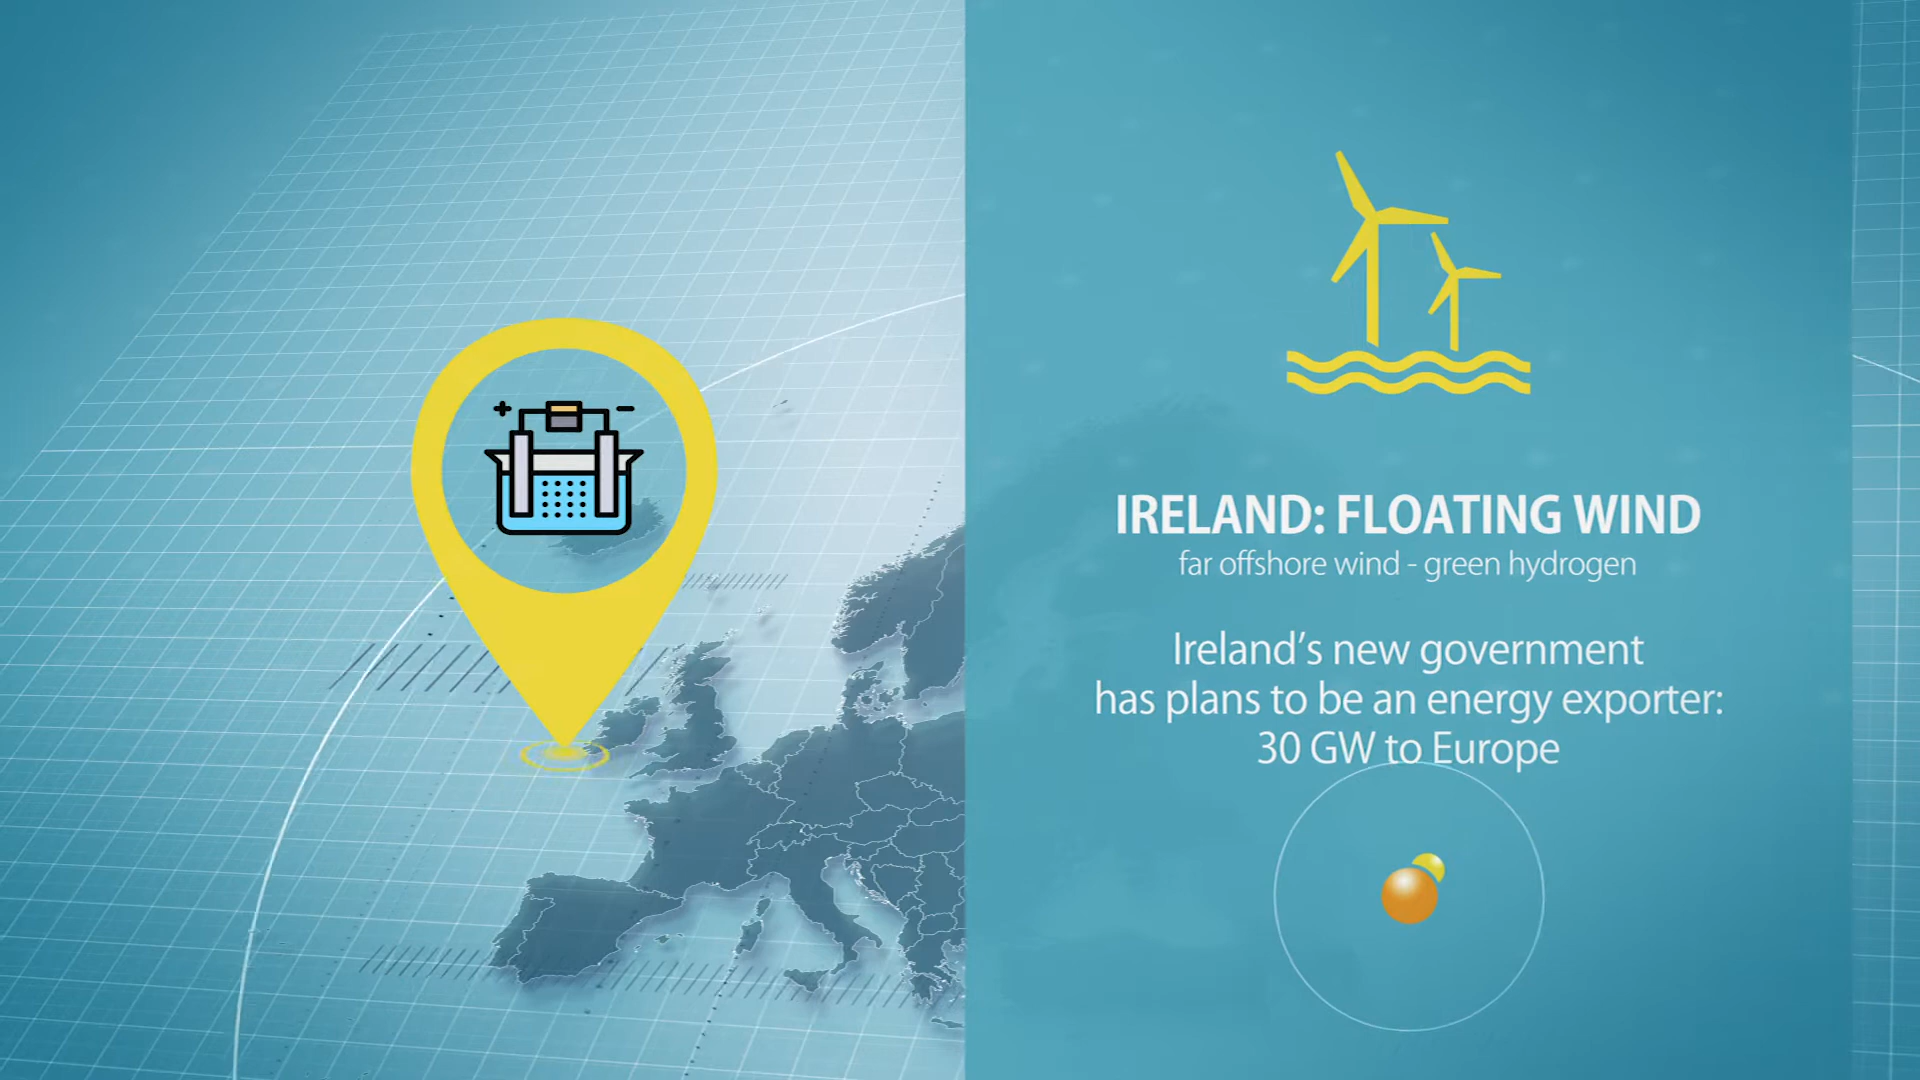 IRELAND: FLOATING WIND
far offshore wind - green hydrogen
Ireland’s new government
has plans to be an energy exporter:
30 GW to Europe